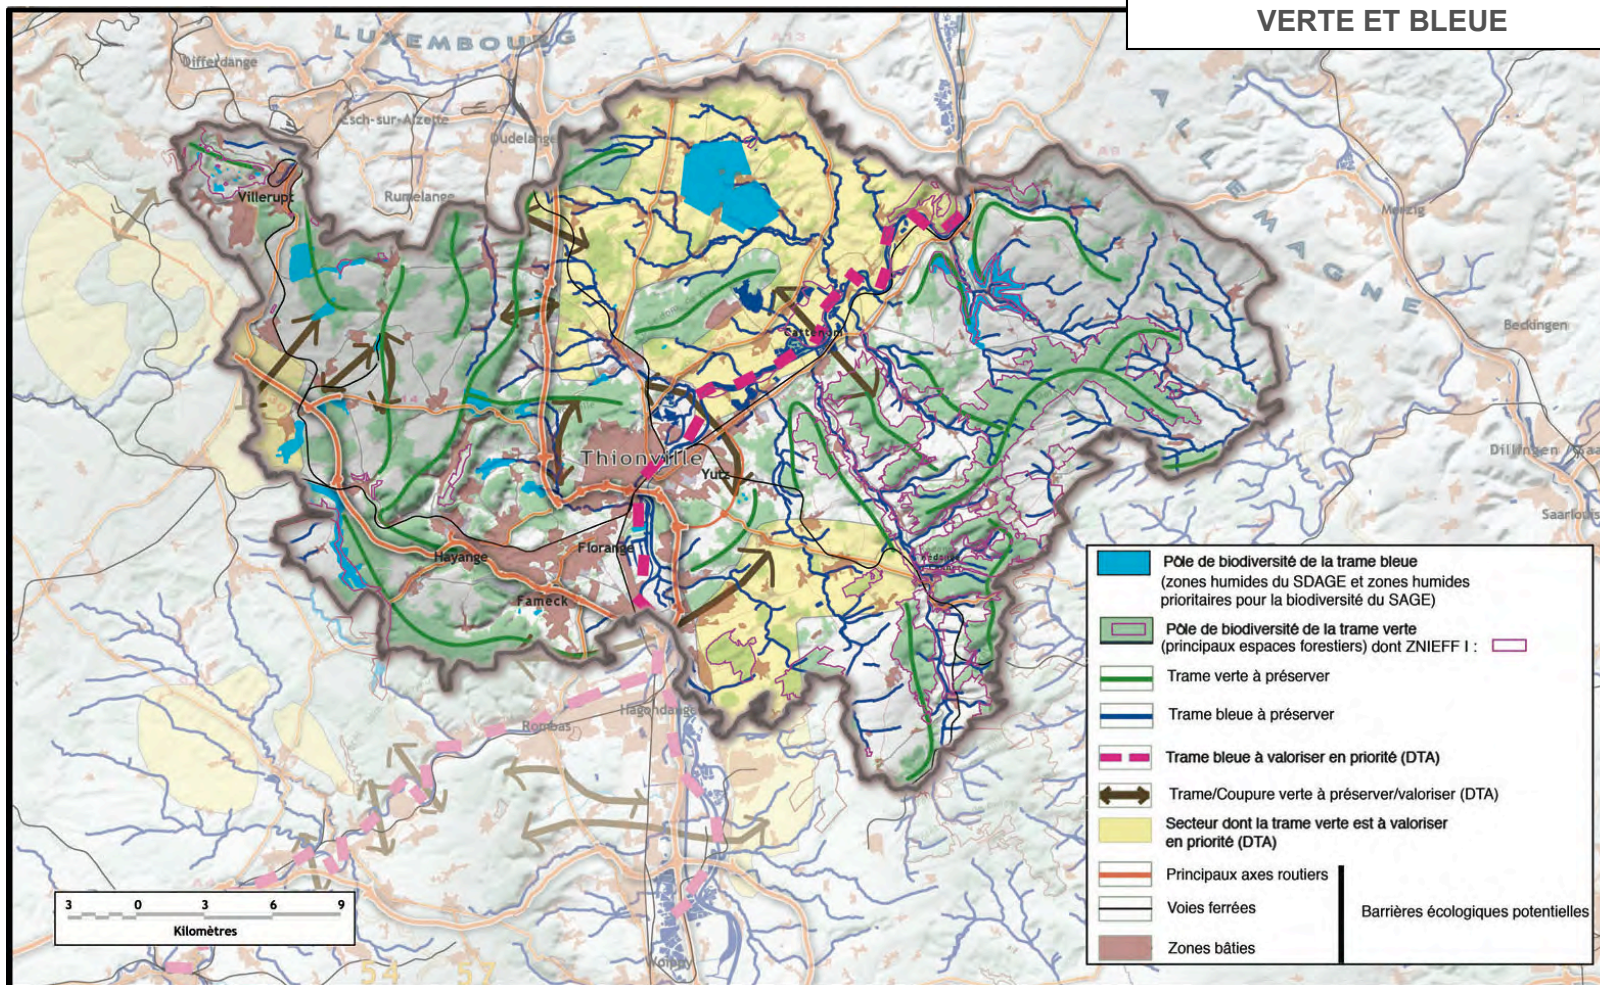 VERTE ET BLEUE
LUXEMBOURG
A13
Differdange
Esch-sur-Alzette
Dudelange
A8
ALLEMAGNE
Villerupt
Rumelange
Merzig
Cattenom
Beckingen
Thionville
Yutz
Dillingen
Saarlouis
Hayange
Florange
Fameck
Hagondange
Rombas
Woippy
54 57
Pôle de biodiversité de la trame bleue
(zones humides du SDAGE et zones humides
prioritaires pour la biodiversité du SAGE)
Pôle de biodiversité de la trame verte
(principaux espaces forestiers) dont ZNIEFF I :
Trame verte à préserver
Trame bleue à préserver
Trame bleue à valoriser en priorité (DTA)
Trame/Coupure verte à préserver/valoriser (DTA)
Secteur dont la trame verte est à valoriser
en priorité (DTA)
Principaux axes routiers
Voies ferrées
Zones bâties
Barrières écologiques potentielles
3 0 3 6 9
Kilomètres